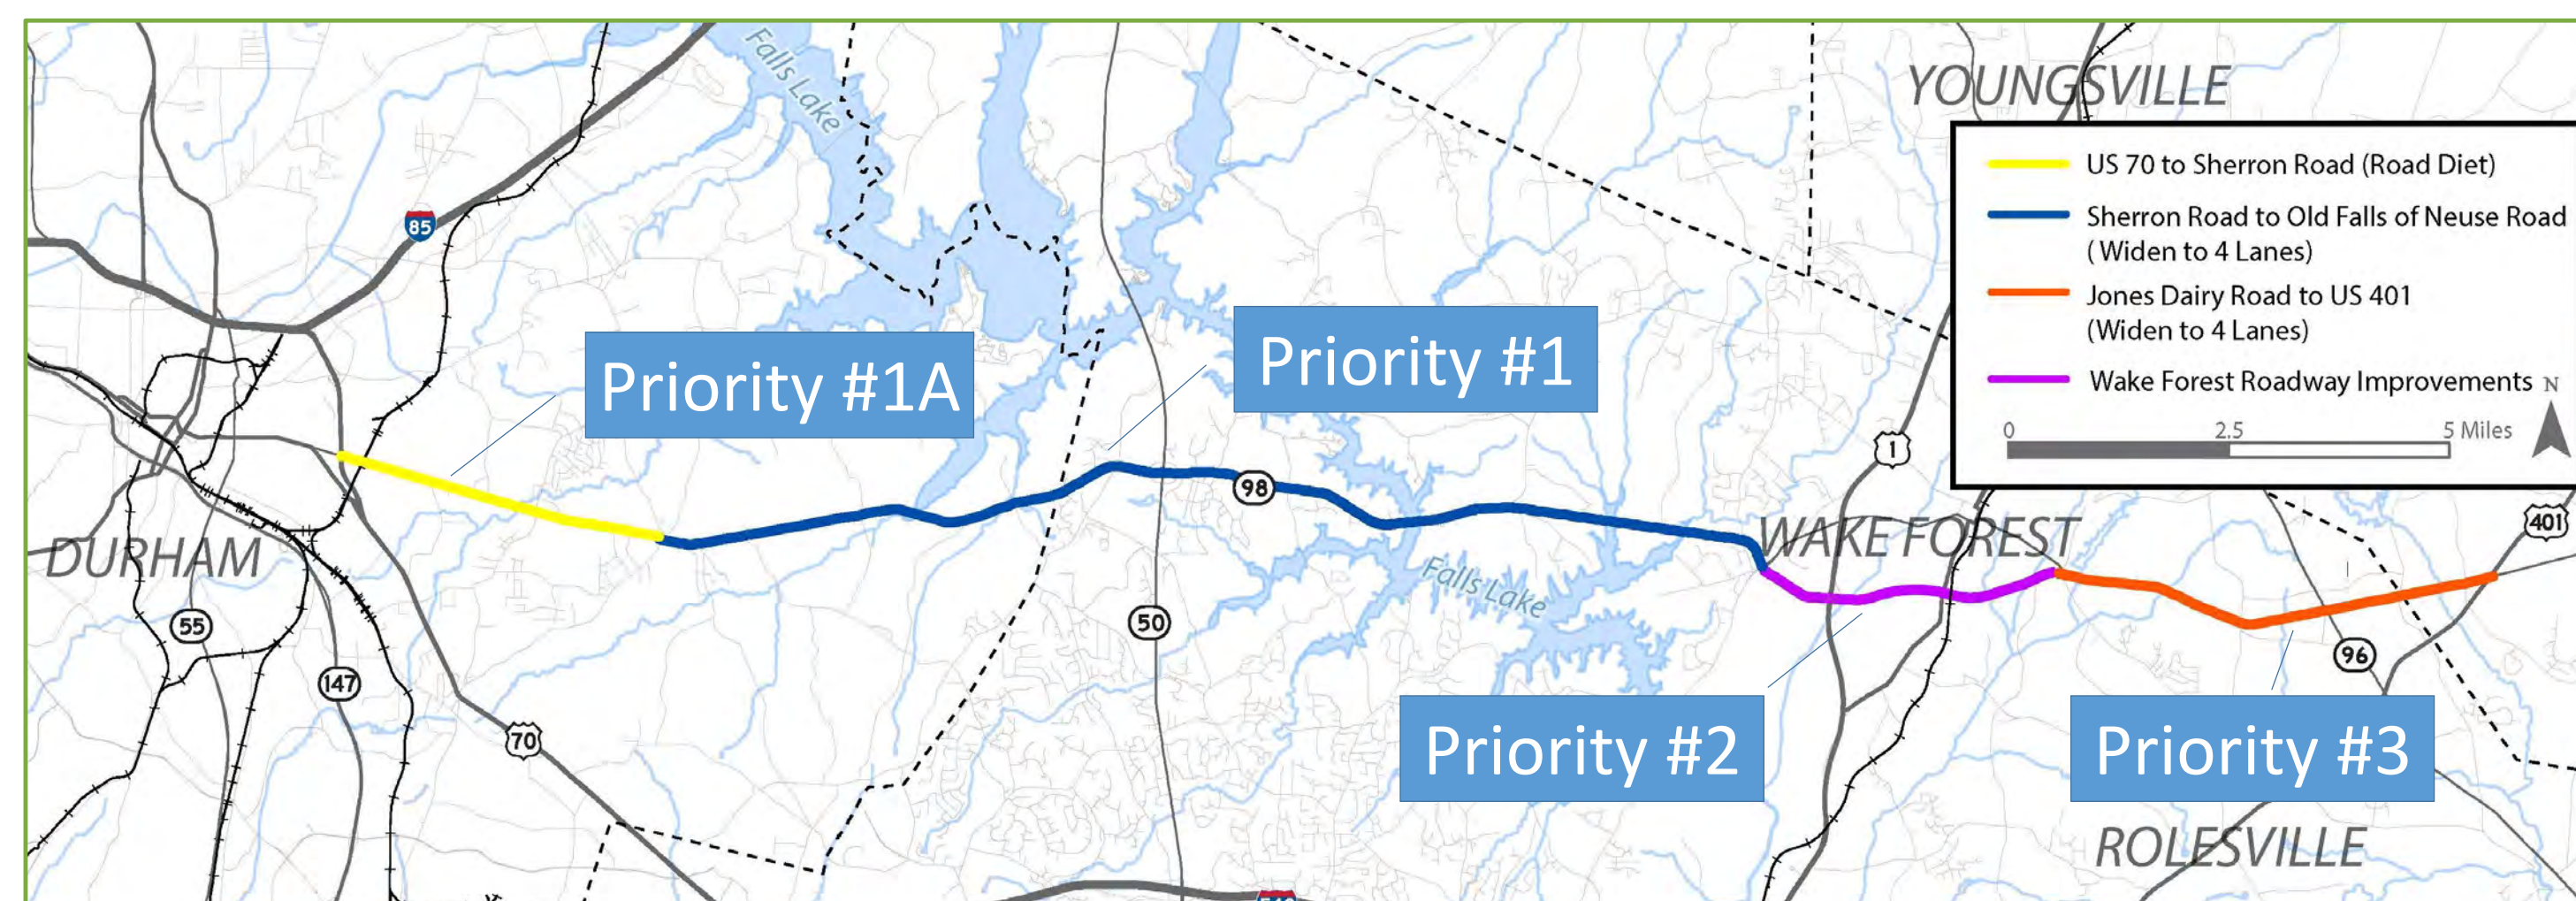 Falls Lake
YOUNGSVILLE
US 70 to Sherron Road (Road Diet)
Sherron Road to Old Falls of Neuse Road
( Widen to 4 Lanes)
Jones Dairy Road to US 401
(Widen to 4 Lanes)
Wake Forest Roadway Improvements
N
0 2.5 5 Miles
85
Priority #1A
Priority #1
1
98
401
WAKE FOREST
DURHAM
Falls Lake
55
50
96
147
70
Priority #2
Priority #3
ROLESVILLE